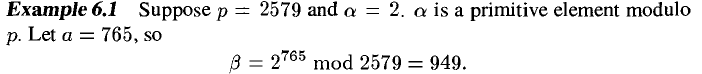 Example 6.1 Suppose p = 2579 and α = 2. α is a primitive element modulo
p. Let a = 765, so
β = 2^765 mod 2579 = 949.